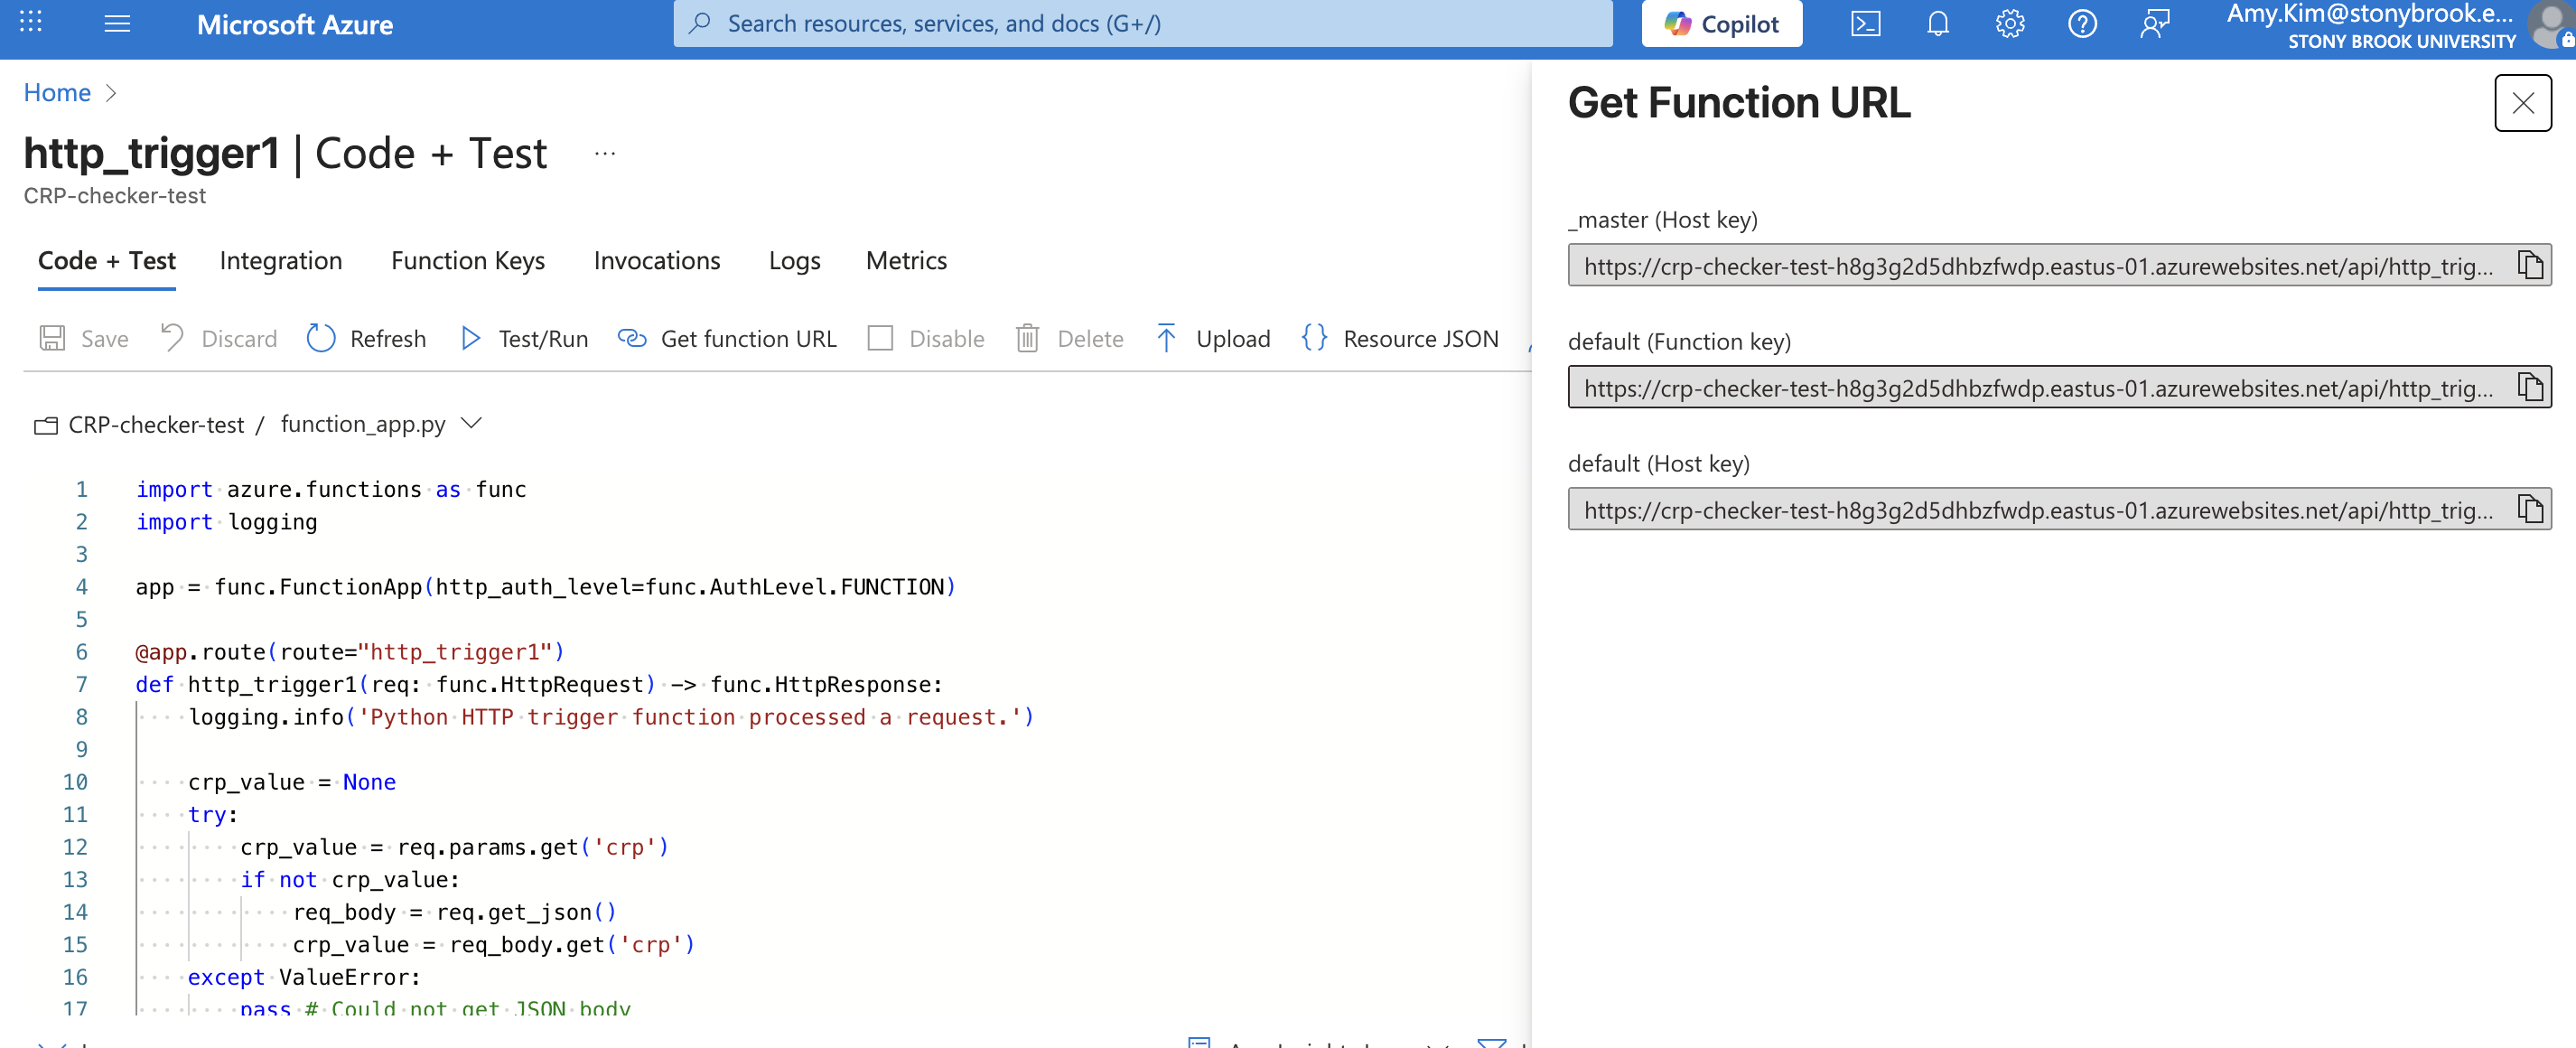 Microsoft Azure
Search resources, services, and docs (G+/)
Copilot
Amy.Kim@stonybrook.e...
STONY BROOK UNIVERSITY
Home
http_trigger1 | Code + Test
...
CRP-checker-test
Code + Test Integration Function Keys Invocations Logs Metrics
Save Discard Refresh Test/Run Get function URL Disable Delete Upload {} Resource JSON
CRP-checker-test / function_app.py
1 import azure.functions as func
2 import logging
3
4 app = func.FunctionApp(http_auth_level=func.AuthLevel.FUNCTION)
5
6 @app.route(route="http_trigger1")
7 def http_trigger1(req: func.HttpRequest) -> func.HttpResponse:
8     logging.info('Python HTTP trigger function processed a request.')
9
10     crp_value = None
11     try:
12         crp_value = req.params.get('crp')
13         if not crp_value:
14             req_body = req.get_json()
15             crp_value = req_body.get('crp')
16     except ValueError:
17         pass # Could not get JSON body
Get Function URL
_master (Host key)
https://crp-checker-test-h8g3g2d5dhbzfwdp.eastus-01.azurewebsites.net/api/http_trig...
default (Function key)
https://crp-checker-test-h8g3g2d5dhbzfwdp.eastus-01.azurewebsites.net/api/http_trig...
default (Host key)
https://crp-checker-test-h8g3g2d5dhbzfwdp.eastus-01.azurewebsites.net/api/http_trig...